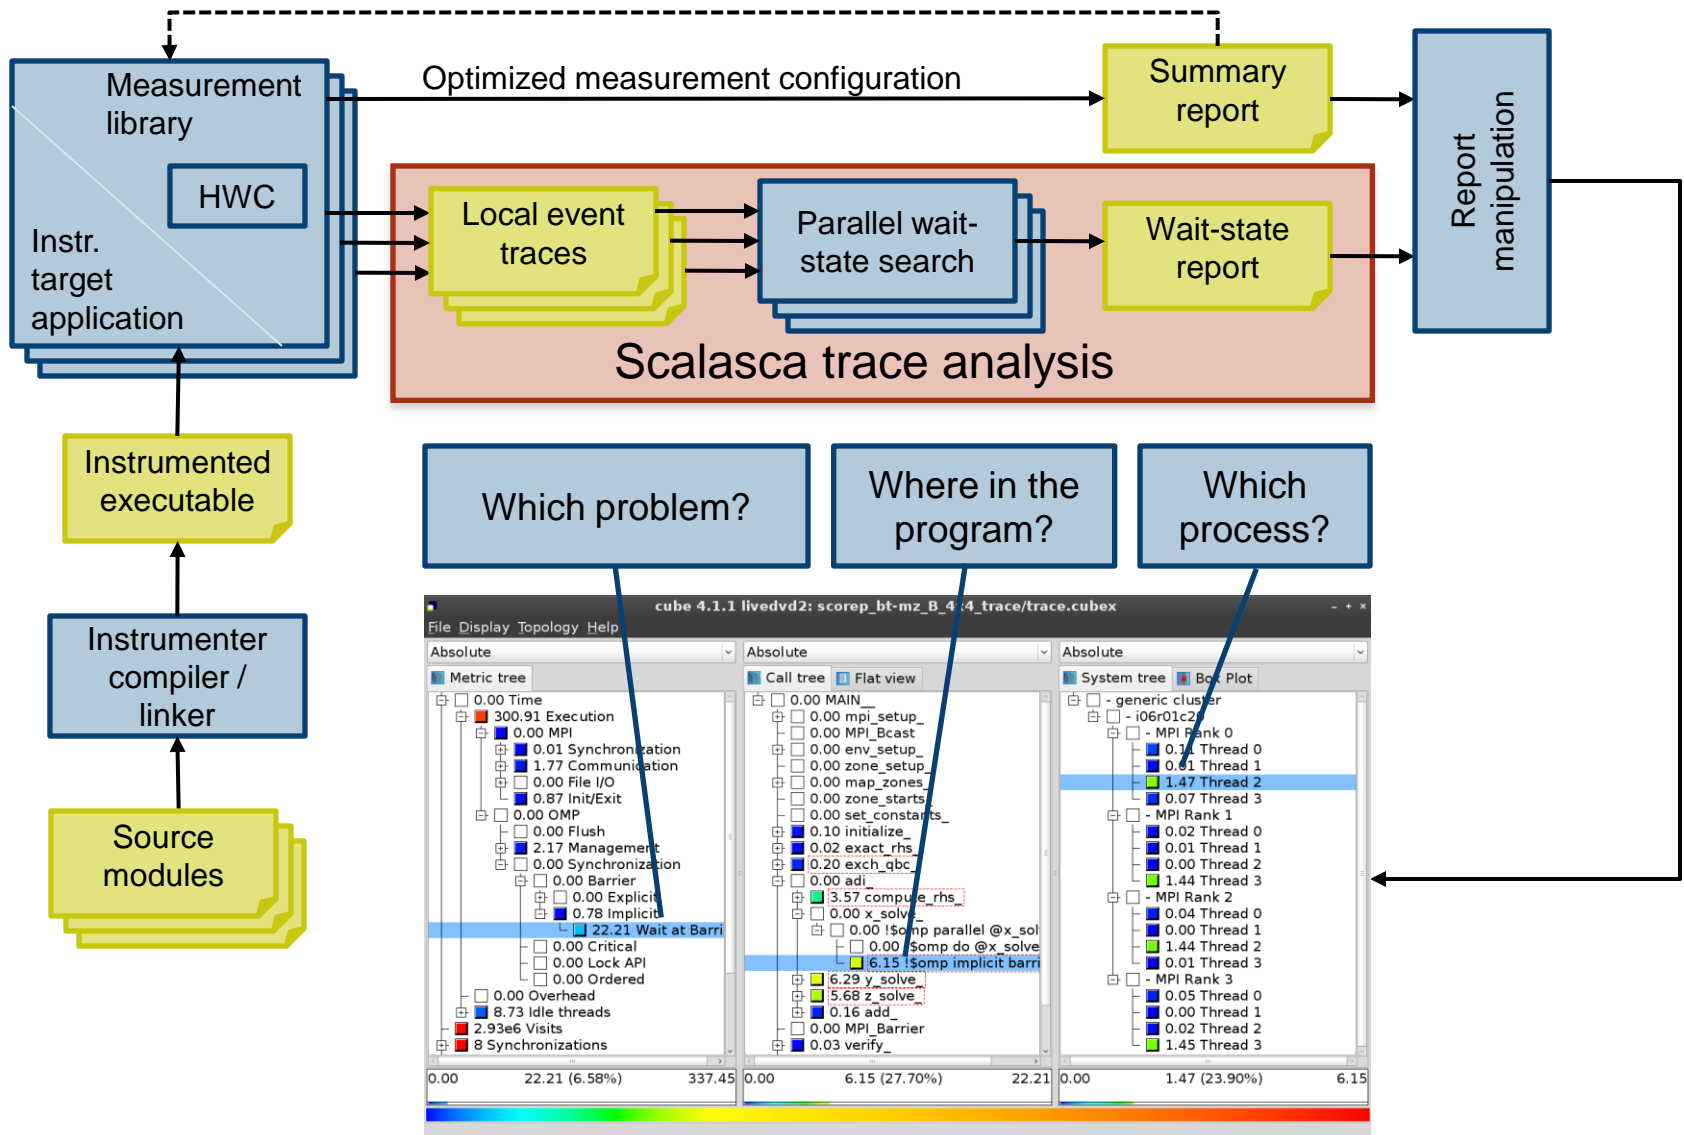 Measurement
library
HWC
Instr.
target
application
Optimized measurement configuration
Summary
report
Report
manipulation
Local event
traces
Parallel wait-
state search
Wait-state
report
Scalasca trace analysis
Instrumented
executable
Instrumenter
compiler /
linker
Source
modules
Which problem?
Where in the
program?
Which
process?
cube 4.1.1 livedvd2: scorep_bt-mz_B_4x4_trace/trace.cubex
File Display Topology Help
Absolute
Metric tree
0.00 Time
300.91 Execution
0.00 MPI
0.01 Synchronization
1.77 Communication
0.00 File I/O
0.87 Init/Exit
0.00 OMP
0.00 Flush
2.17 Management
0.00 Synchronization
0.00 Barrier
0.00 Explicit
0.78 Implicit
22.21 Wait at Barri
0.00 Critical
0.00 Lock API
0.00 Ordered
0.00 Overhead
8.73 Idle threads
2.93e6 Visits
8 Synchronizations
0.00 22.21 (6.58%) 337.45
Absolute
Call tree Flat view
0.00 MAIN__
0.00 mpi_setup_
0.00 MPI_Bcast
0.00 env_setup_
0.00 zone_setup_
0.00 map_zones_
0.00 zone_starts_
0.00 set_constants_
0.10 initialize_
0.02 exact_rhs_
0.20 exch_qbc_
0.00 adi_
3.57 compute_rhs_
0.00 x_solve_
0.00 !$omp parallel @x_sol
0.00 !$omp do @x_solve
6.15 !$omp implicit barri
6.29 y_solve_
5.68 z_solve_
0.16 add_
0.00 MPI_Barrier
0.03 verify_
0.00 6.15 (27.70%) 22.21
Absolute
System tree Box Plot
- generic cluster
- i06r01c20
- MPI Rank 0
0.11 Thread 0
0.01 Thread 1
1.47 Thread 2
0.07 Thread 3
- MPI Rank 1
0.02 Thread 0
0.01 Thread 1
0.00 Thread 2
1.44 Thread 3
- MPI Rank 2
0.04 Thread 0
0.00 Thread 1
1.44 Thread 2
0.01 Thread 3
- MPI Rank 3
0.05 Thread 0
0.00 Thread 1
0.02 Thread 2
1.45 Thread 3
0.00 1.47 (23.90%) 6.15